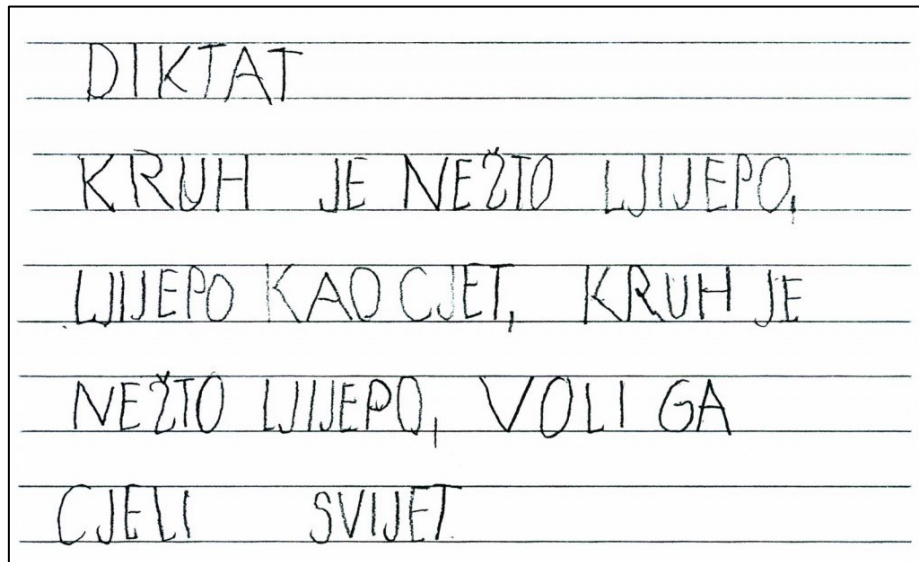 DIKTAT
KRUH JE NEŽTO LJIJEPO,
LJIJEPO KAO CJET, KRUH JE
NEŽTO LJIJEPO, VOLI GA
CJELI SVIJET.